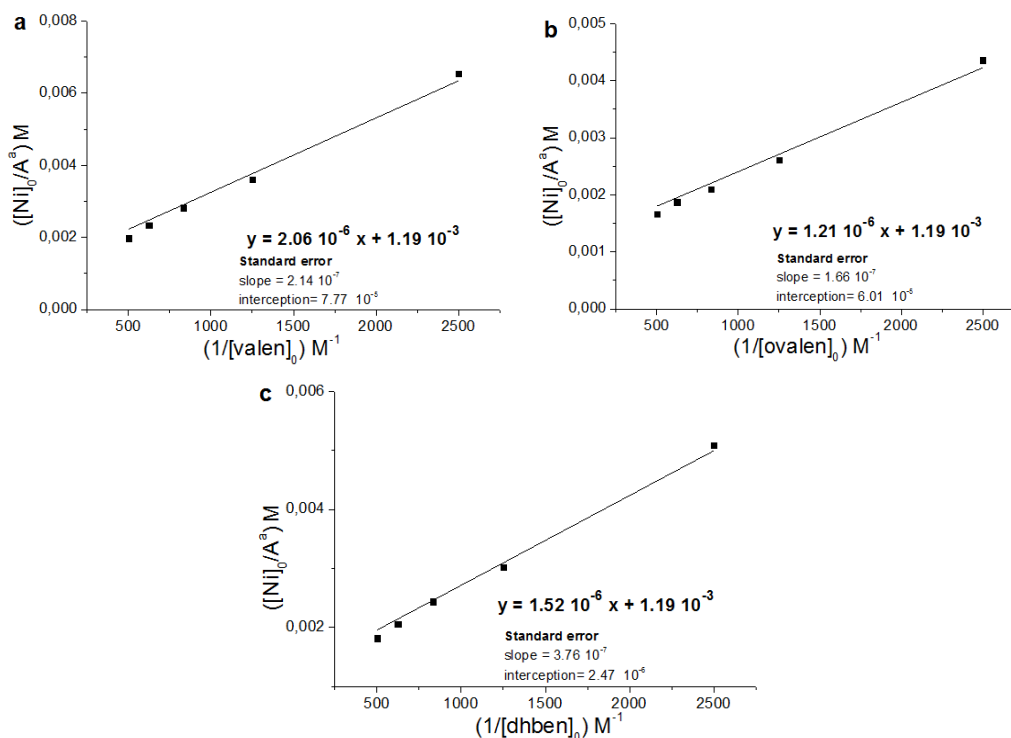 a
0,008
0,006
0,004
0,002
0,000
([Ni]₀/Aᵃ) M
y = 2.06 10⁻⁶ x + 1.19 10⁻³
Standard error
slope = 2.14 10⁻⁷
interception= 7.77 10⁻⁵
500 1000 1500 2000 2500
(1/[valen]₀) M⁻¹
b
0,005
0,004
0,003
0,002
0,001
0,000
([Ni]₀/Aᵃ) M
y = 1.21 10⁻⁶ x + 1.19 10⁻³
Standard error
slope = 1.66 10⁻⁷
interception= 6.01 10⁻⁵
500 1000 1500 2000 2500
(1/[ovalen]₀) M⁻¹
c
0,006
0,004
0,002
([Ni]₀/Aᵃ) M
y = 1.52 10⁻⁶ x + 1.19 10⁻³
Standard error
slope = 3.76 10⁻⁷
interception= 2.47 10⁻⁶
500 1000 1500 2000 2500
(1/[dhben]₀) M⁻¹